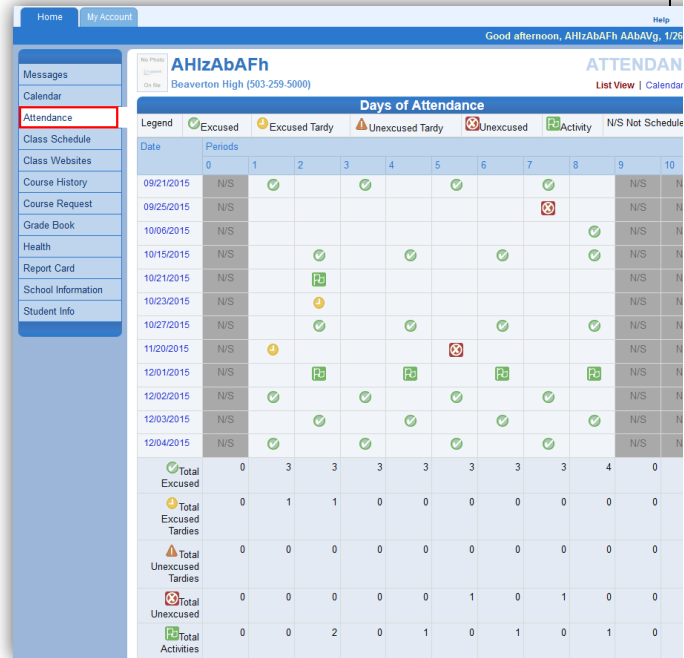 Home My Account
Help
Good afternoon, AHIzAbAFh AAbAVg, 1/26
No Photo
On file
AHIzAbAFh
ATTENDAN
Beaverton High (503-259-5000)
List View | Calendar
Messages
Calendar
Attendance
Class Schedule
Class Websites
Course History
Course Request
Grade Book
Health
Report Card
School Information
Student Info
Days of Attendance
Legend Excused Excused Tardy Unexcused Tardy Unexcused Activity N/S Not Schedule
Date Periods
0 1 2 3 4 5 6 7 8 9 10
09/21/2015 N/S N/S N
09/25/2015 N/S N/S N
10/06/2015 N/S N/S N
10/15/2015 N/S N/S N
10/21/2015 N/S N/S N
10/23/2015 N/S N/S N
10/27/2015 N/S N/S N
11/20/2015 N/S N/S N
12/01/2015 N/S N/S N
12/02/2015 N/S N/S N
12/03/2015 N/S N/S N
12/04/2015 N/S N/S N
Total Excused 0 3 3 3 3 3 3 3 4 0
Total Excused Tardies 0 1 1 0 0 0 0 0 0 0
Total Unexcused Tardies 0 0 0 0 0 0 0 0 0 0
Total Unexcused 0 0 0 0 0 1 0 1 0 0
Total Activities 0 0 2 0 1 0 1 0 1 0